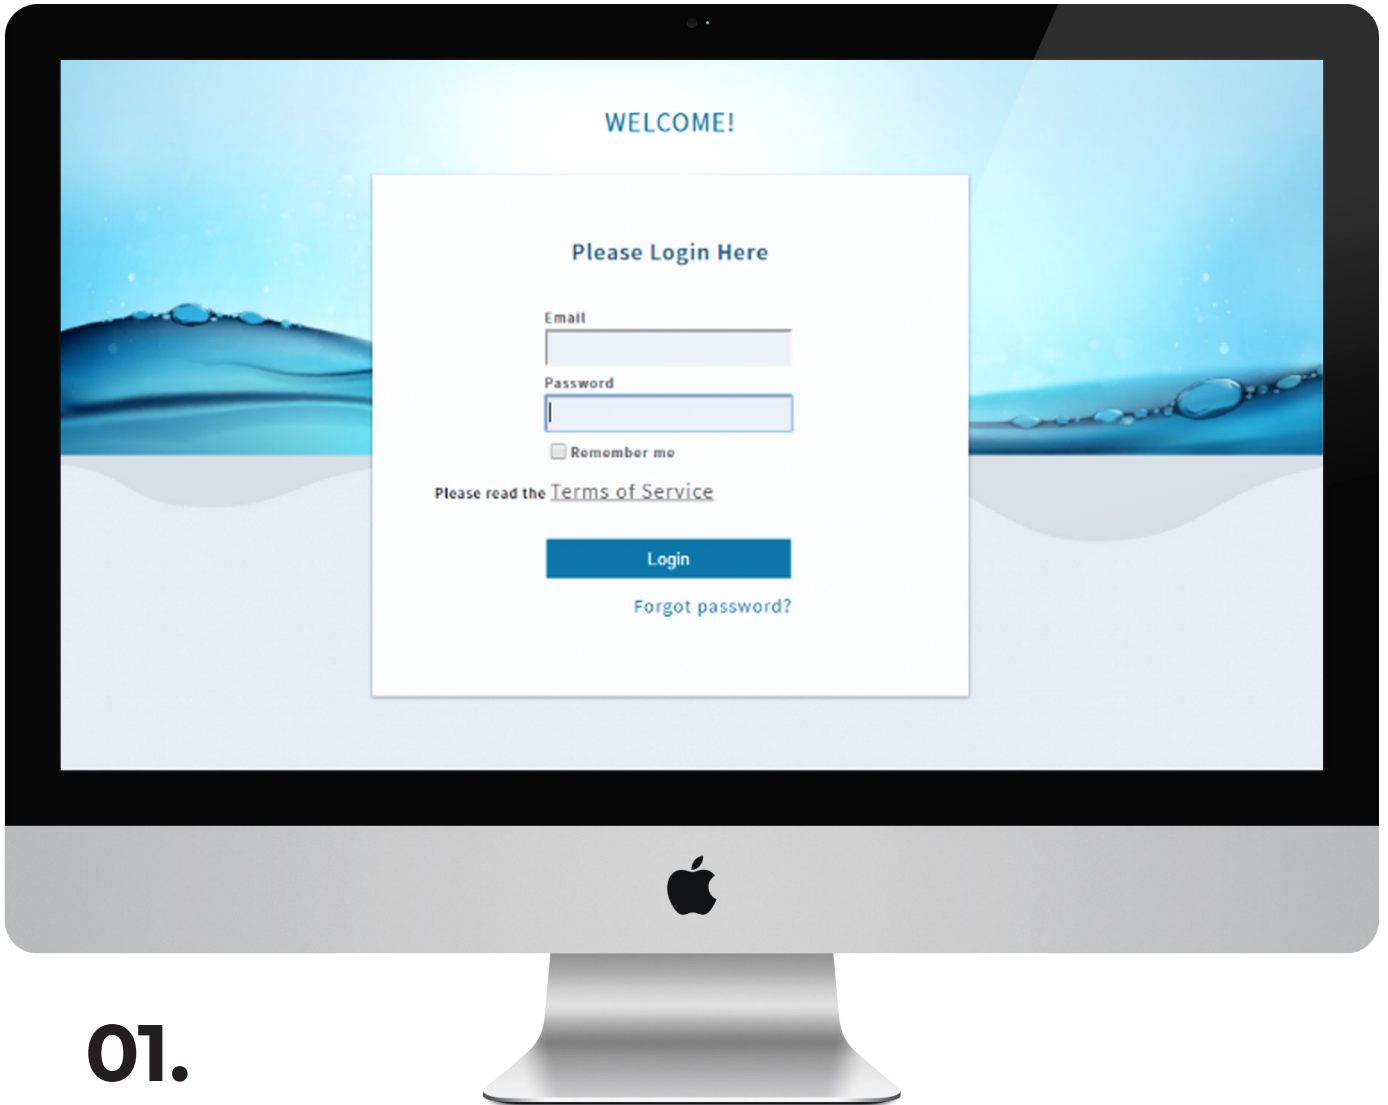 WELCOME!
Please Login Here
Email
Password
Remember me
Please read the Terms of Service
Login
Forgot password?
01.